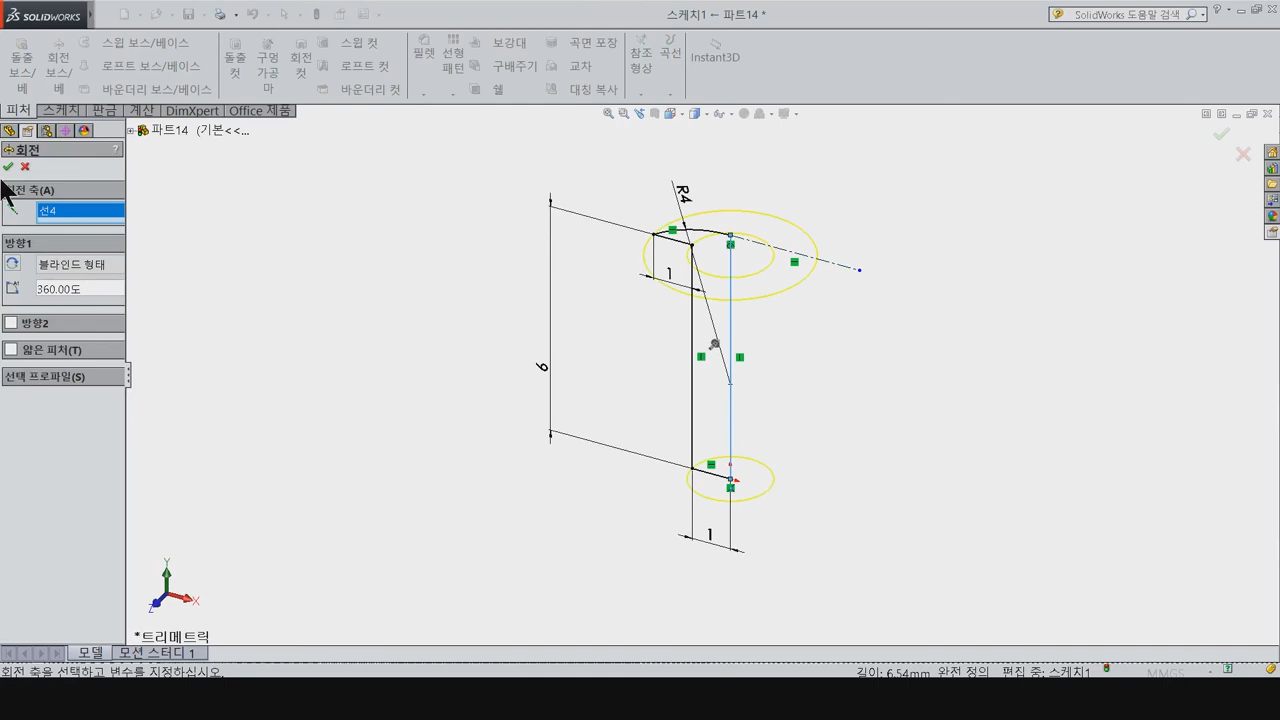 SOLIDWORKS
스케치1 ← 파트14 *
SolidWorks 도움말 검색
돌출 보스/베
회전 보스/베
스윕 보스/베이스
로프트 보스/베이스
바운더리 보스/베이스
돌출 컷
구멍 가공 마
회전 컷
스윕 컷
로프트 컷
바운더리 컷
필렛
선형 패턴
보강대
구배주기
쉘
곡면 포장
교차
대칭 복사
참조 형상
곡선
Instant3D
피처
스케치
판금
계산
DimXpert
Office 제품
파트14 (기본<<...
회전
?
회전 축(A)
선4
방향1
블라인드 형태
360.00도
방향2
얇은 피처(T)
선택 프로파일(S)
R4
1
9
1
Y
X
Z
*트리메트릭
모델
모션 스터디 1
회전 축을 선택하고 변수를 지정하십시오.
길이: 6.54mm 완전 정의 편집 중: 스케치1
MMGS